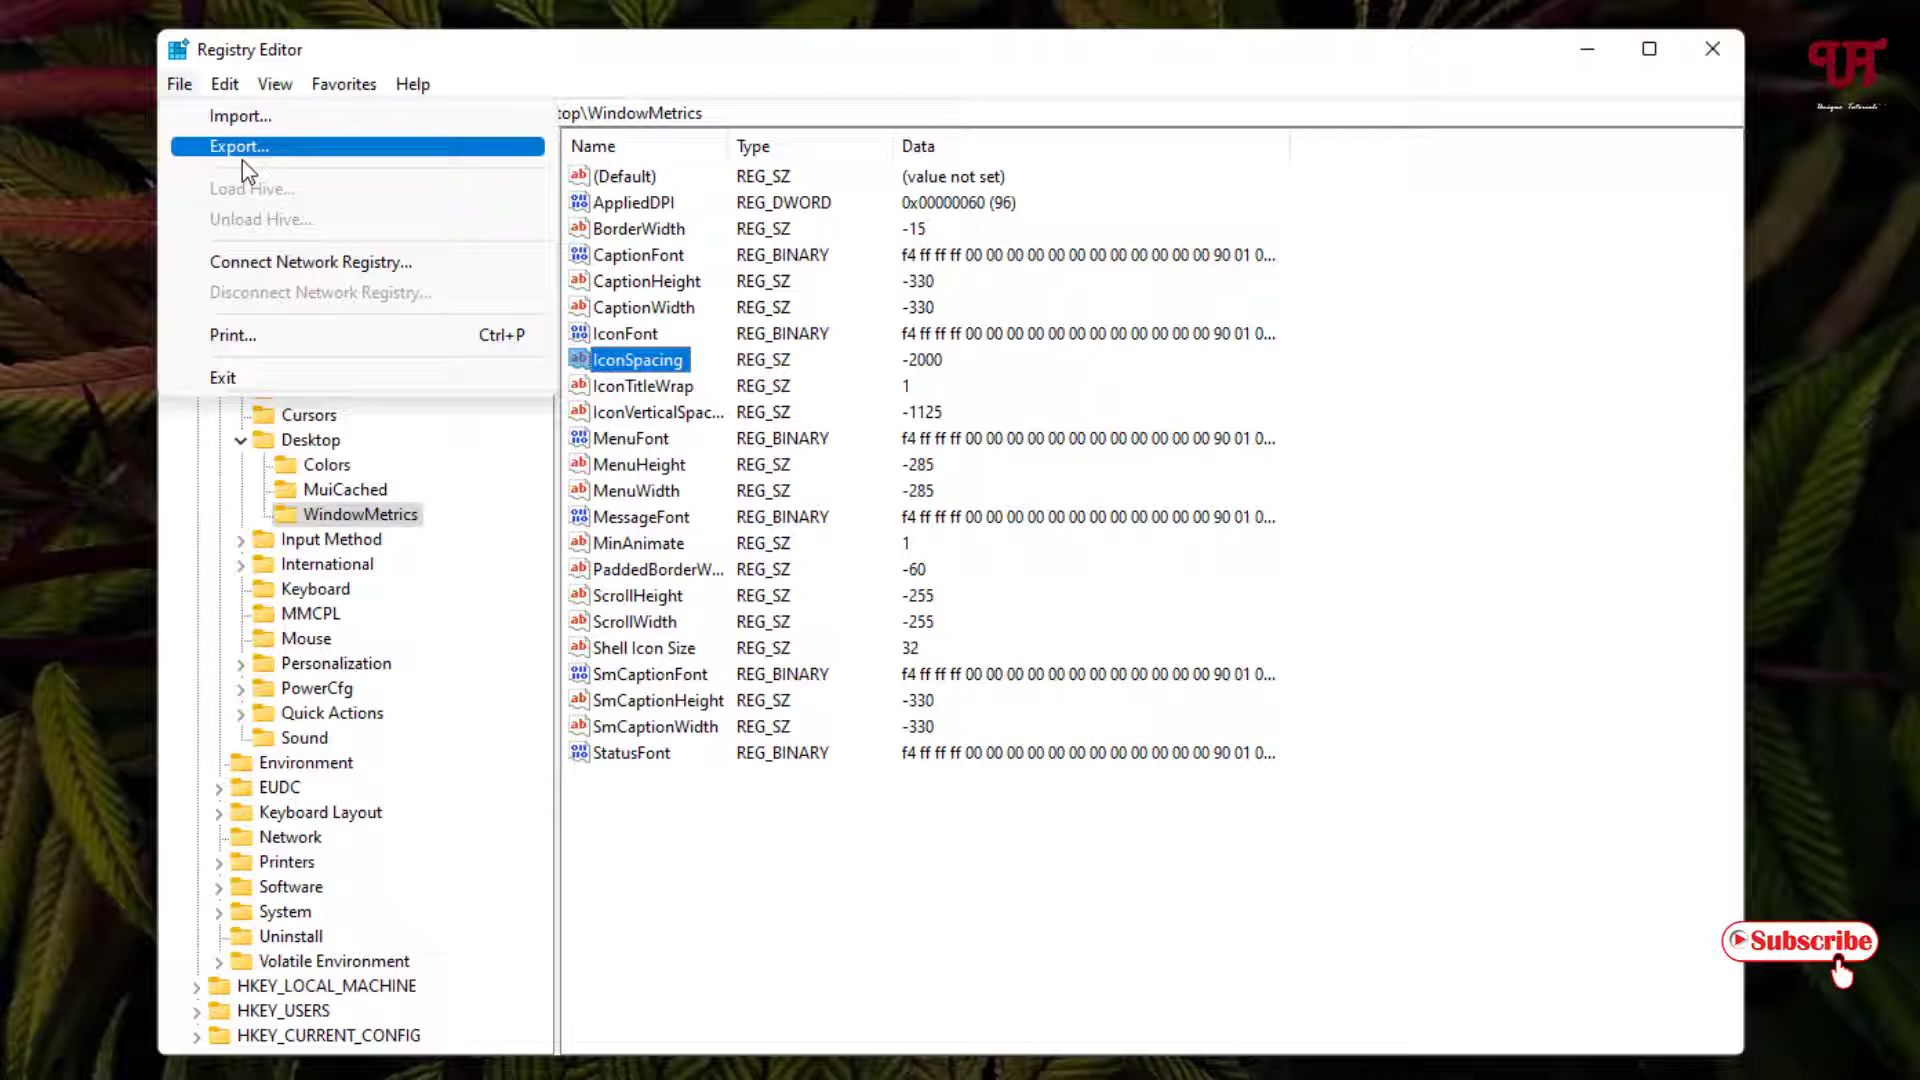 Registry Editor
File Edit View Favorites Help
Import...
Export...
Load Hive...
Unload Hive...
Connect Network Registry...
Disconnect Network Registry...
Print... Ctrl+P
Exit
Cursors
Desktop
Colors
MuiCached
WindowMetrics
Input Method
International
Keyboard
MMCPL
Mouse
Personalization
PowerCfg
Quick Actions
Sound
Environment
EUDC
Keyboard Layout
Network
Printers
Software
System
Uninstall
Volatile Environment
HKEY_LOCAL_MACHINE
HKEY_USERS
HKEY_CURRENT_CONFIG
top\WindowMetrics
Name Type Data
(Default) REG_SZ (value not set)
AppliedDPI REG_DWORD 0x00000060 (96)
BorderWidth REG_SZ -15
CaptionFont REG_BINARY f4 ff ff ff 00 00 00 00 00 00 00 00 00 00 00 00 90 01 0...
CaptionHeight REG_SZ -330
CaptionWidth REG_SZ -330
IconFont REG_BINARY f4 ff ff ff 00 00 00 00 00 00 00 00 00 00 00 00 90 01 0...
IconSpacing REG_SZ -2000
IconTitleWrap REG_SZ 1
IconVerticalSpac... REG_SZ -1125
MenuFont REG_BINARY f4 ff ff ff 00 00 00 00 00 00 00 00 00 00 00 00 90 01 0...
MenuHeight REG_SZ -285
MenuWidth REG_SZ -285
MessageFont REG_BINARY f4 ff ff ff 00 00 00 00 00 00 00 00 00 00 00 00 90 01 0...
MinAnimate REG_SZ 1
PaddedBorderW... REG_SZ -60
ScrollHeight REG_SZ -255
ScrollWidth REG_SZ -255
Shell Icon Size REG_SZ 32
SmCaptionFont REG_BINARY f4 ff ff ff 00 00 00 00 00 00 00 00 00 00 00 00 90 01 0...
SmCaptionHeight REG_SZ -330
SmCaptionWidth REG_SZ -330
StatusFont REG_BINARY f4 ff ff ff 00 00 00 00 00 00 00 00 00 00 00 00 90 01 0...
UT
Unique Tutorials
Subscribe